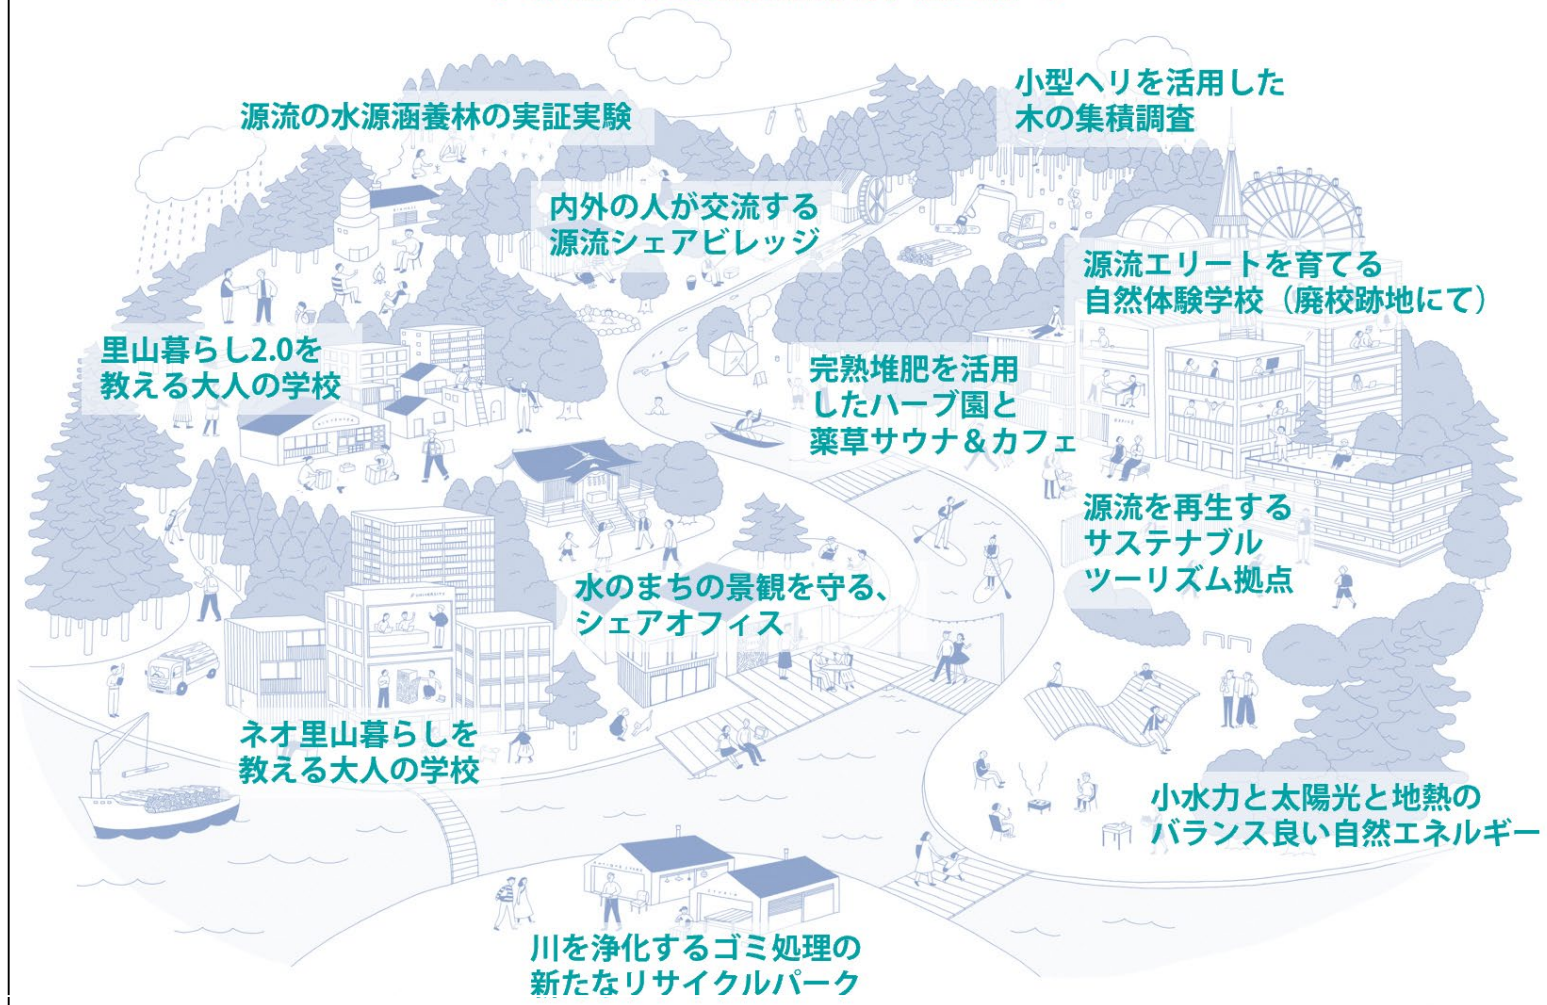 源流の水源涵養林の実証実験
小型ヘリを活用した
木の集積調査
内外の人が交流する
源流シェアビレッジ
源流エリートを育てる
自然体験学校（廃校跡地にて）
里山暮らし2.0を
教える大人の学校
完熟堆肥を活用
したハーブ園と
薬草サウナ＆カフェ
源流を再生する
サステナブル
ツーリズム拠点
水のまちの景観を守る、
シェアオフィス
ネオ里山暮らしを
教える大人の学校
小水力と太陽光と地熱の
バランス良い自然エネルギー
川を浄化するゴミ処理の
新たなリサイクルパーク